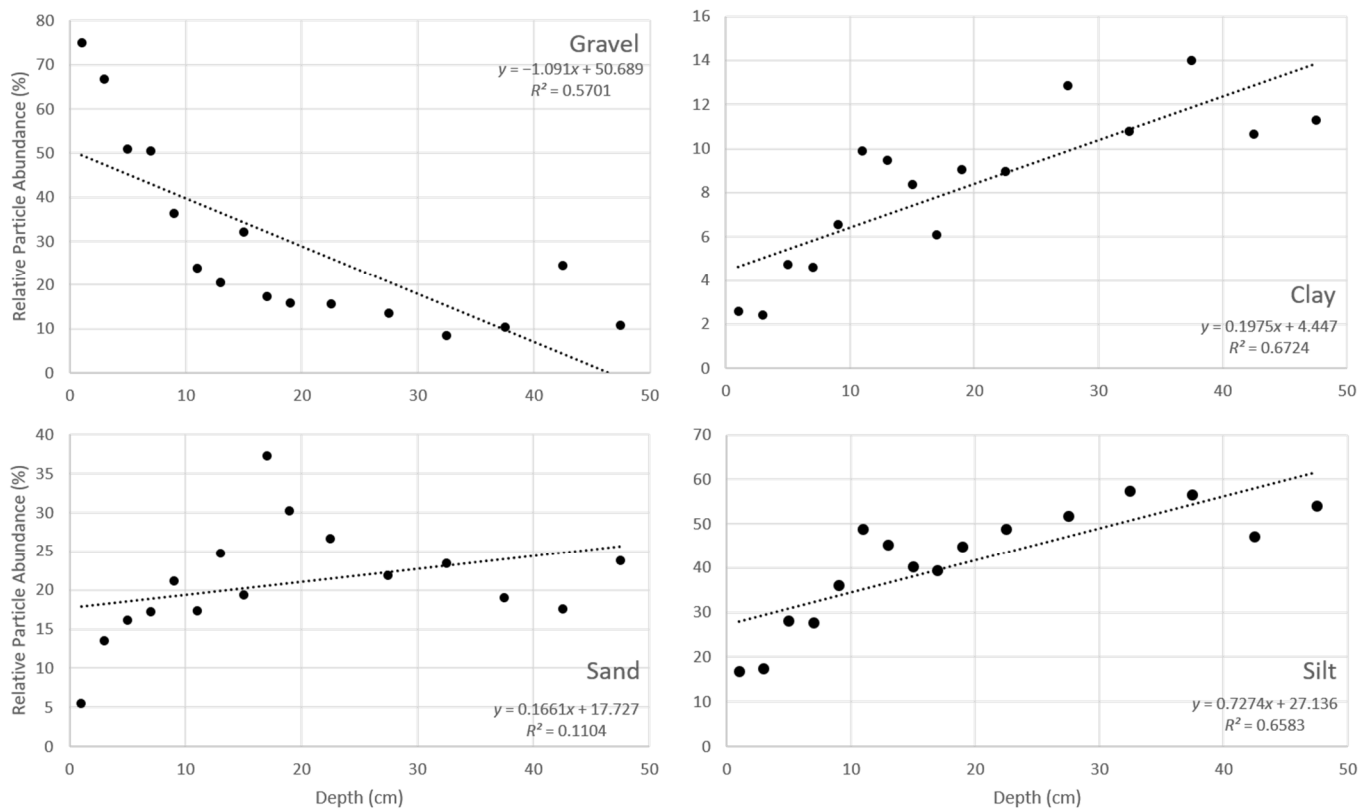 Relative Particle Abundance (%)
80
70
60
50
40
30
20
10
0
0 10 20 30 40 50
Gravel
y = −1.091x + 50.689
R² = 0.5701
16
14
12
10
8
6
4
2
0
0 10 20 30 40 50
Clay
y = 0.1975x + 4.447
R² = 0.6724
Relative Particle Abundance (%)
40
35
30
25
20
15
10
5
0
0 10 20 30 40 50
Sand
y = 0.1661x + 17.727
R² = 0.1104
Depth (cm)
70
60
50
40
30
20
10
0
0 10 20 30 40 50
Silt
y = 0.7274x + 27.136
R² = 0.6583
Depth (cm)